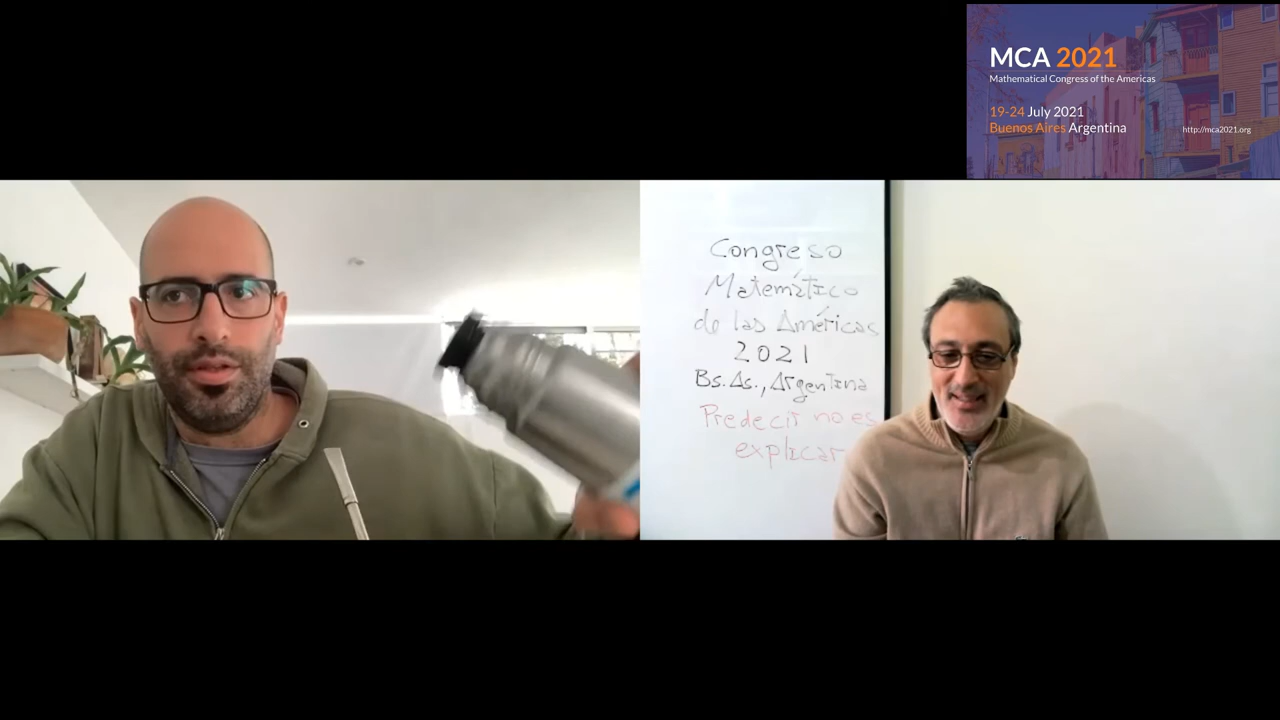 MCA 2021
Mathematical Congress of the Americas
19-24 July 2021
Buenos Aires Argentina
http://mca2021.org
Congreso
Matemático
de las Américas
2021
Bs.As., Argentina
Predecir no es
explicar